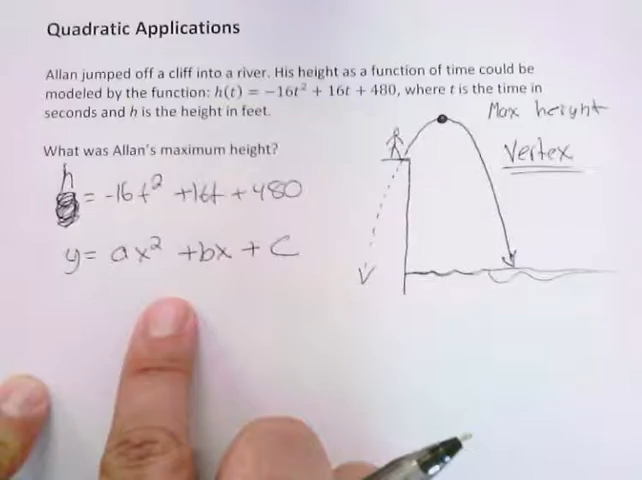 Quadratic Applications
Allan jumped off a cliff into a river. His height as a function of time could be
modeled by the function: h(t) = −16t² + 16t + 480, where t is the time in
seconds and h is the height in feet.
Max height
What was Allan's maximum height?
Vertex
h = -16t² +16t + 480
y= ax² +bx + C